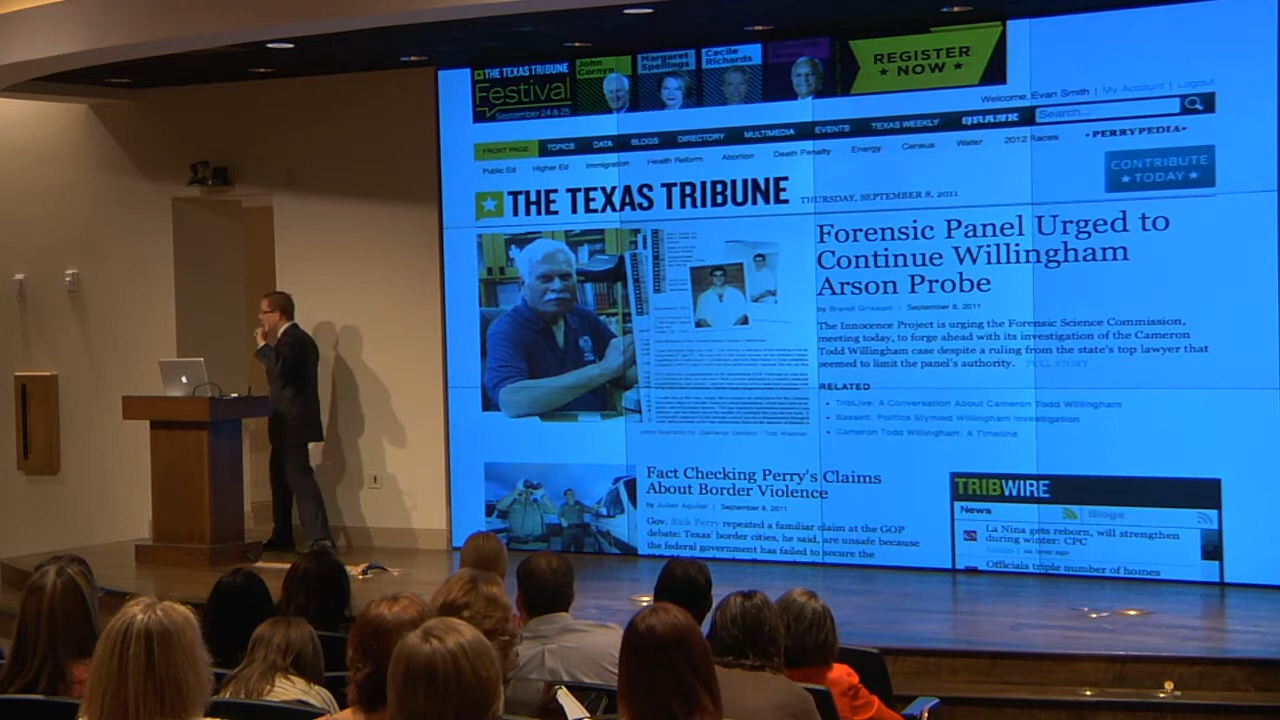 THE TEXAS TRIBUNE
Festival
September 24 & 25
John
Cornyn
Margaret
Spellings
Cecile
Richards
REGISTER
NOW
Welcome, Evan Smith | My Account | Logout
FRONT PAGE TOPICS DATA BLOGS DIRECTORY MULTIMEDIA EVENTS TEXAS WEEKLY QRANK Search...
Public Ed Higher Ed Immigration Health Reform Abortion Death Penalty Energy Census Water 2012 Races •PERRYPEDIA•
CONTRIBUTE
TODAY
THE TEXAS TRIBUNE THURSDAY, SEPTEMBER 8, 2011
Forensic Panel Urged to
Continue Willingham
Arson Probe
by Brandi Grissom | September 8, 2011
The Innocence Project is urging the Forensic Science Commission,
meeting today, to forge ahead with its investigation of the Cameron
Todd Willingham case despite a ruling from the state's top lawyer that
seemed to limit the panel's authority. FULL STORY
RELATED
• TribLive: A Conversation About Cameron Todd Willingham
• Bassett: Politics Stymied Willingham Investigation
• Cameron Todd Willingham: A Timeline
Fact Checking Perry's Claims
About Border Violence
by Julian Aguilar | September 8, 2011
Gov. Rick Perry repeated a familiar claim at the GOP
debate: Texas' border cities, he said, are unsafe because
the federal government has failed to secure the
TRIBWIRE
News Blogs
La Nina gets reborn, will strengthen
during winter: CPC
Officials triple number of homes